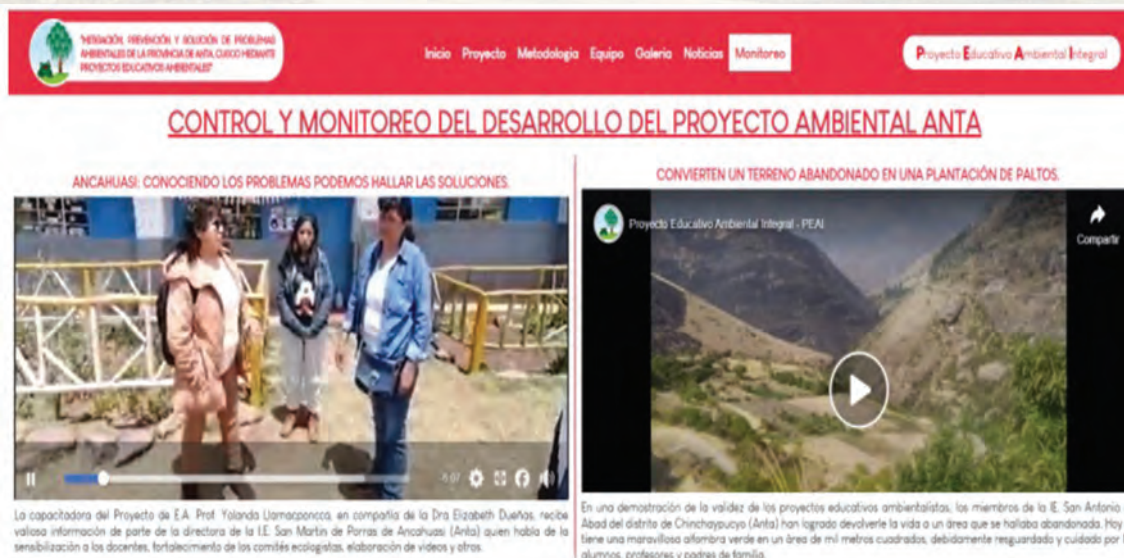 "MITIGACIÓN, PREVENCIÓN Y SOLUCIÓN DE PROBLEMAS
AMBIENTALES DE LA PROVINCIA DE ANTA, CUSCO MEDIANTE
PROYECTOS EDUCATIVOS AMBIENTALES"
Inicio Proyecto Metodologia Equipo Galeria Noticias Monitoreo
Proyecto Educativo Ambiental Integral
CONTROL Y MONITOREO DEL DESARROLLO DEL PROYECTO AMBIENTAL ANTA
ANCAHUASI: CONOCIENDO LOS PROBLEMAS PODEMOS HALLAR LAS SOLUCIONES.
-5:07
La capacitadora del Proyecto de E.A. Prof. Yolanda Llamacponcca, en compañía de la Dra Elizabeth Dueñas, recibe
valiosa información de parte de la directora de la I.E. San Martin de Porras de Ancahuasi (Anta) quien habla de la
sensibilización a los docentes, fortalecimiento de los comités ecologistas, elaboración de videos y otros.
CONVIERTEN UN TERRENO ABANDONADO EN UNA PLANTACIÓN DE PALTOS.
Proyecto Educativo Ambiental Integral - PEAI
Compartir
En una demostración de la validez de los proyectos educativos ambientalistas, los miembros de la IE. San Antonio
Abad del distrito de Chinchaypucyo (Anta) han logrado devolverle la vida a un área que se hallaba abandonada. Hoy
tiene una maravillosa alfombra verde en un área de mil metros cuadrados, debidamente resguardado y cuidado por
alumnos, profesores y padres de familia.